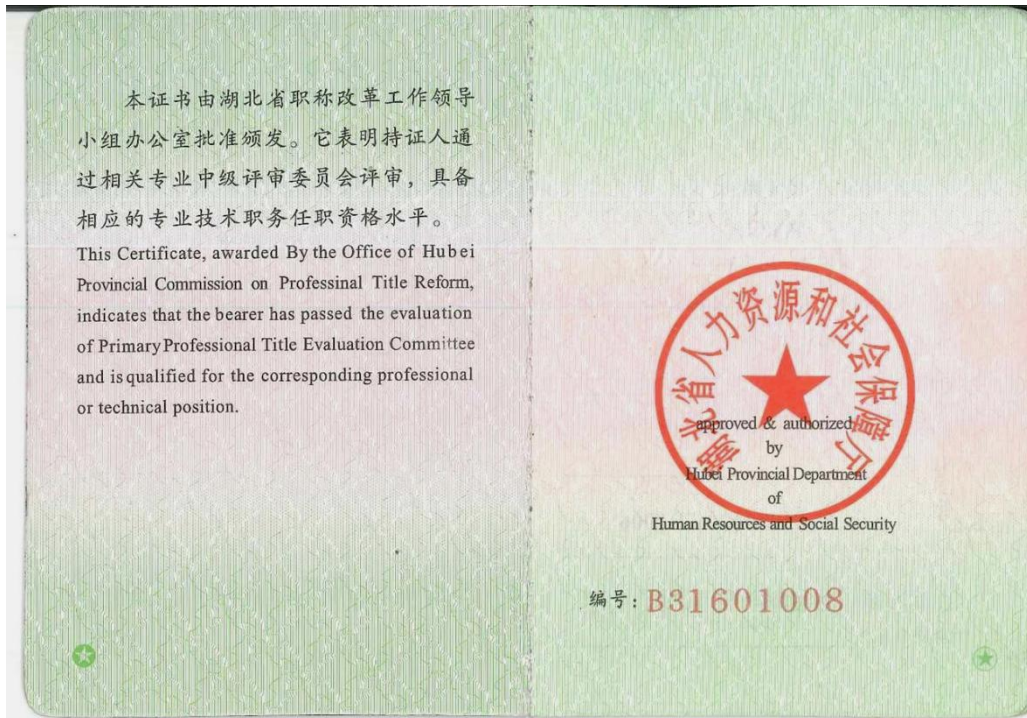 本证书由湖北省职称改革工作领导
小组办公室批准颁发。它表明持证人通
过相关专业中级评审委员会评审，具备
相应的专业技术职务任职资格水平。
This Certificate, awarded By the Office of Hubei
Provincial Commission on Professinal Title Reform,
indicates that the bearer has passed the evaluation
of Primary Professional Title Evaluation Committee
and is qualified for the corresponding professional
or technical position.
湖北省人力资源和社会保障厅
approved & authorized
by
Hubei Provincial Department
of
Human Resources and Social Security
编号：B31601008